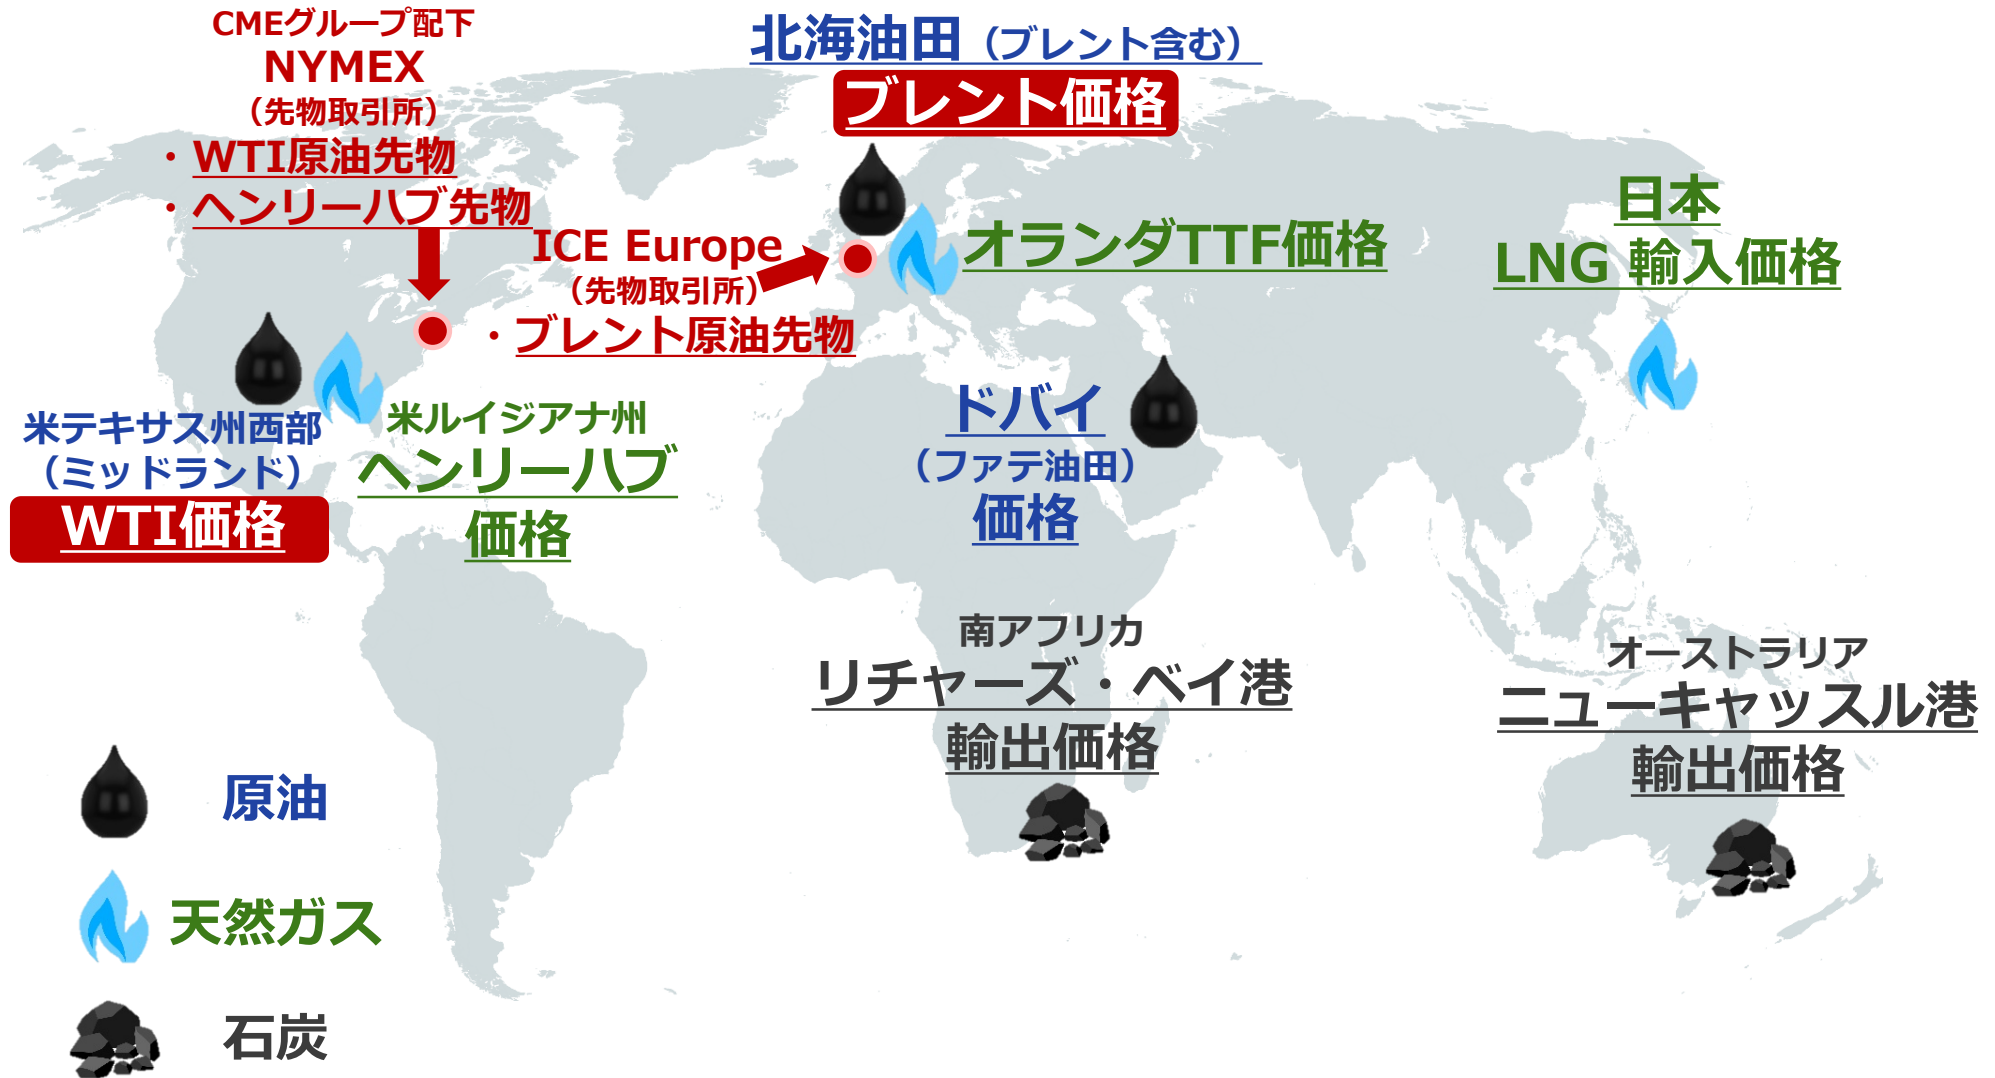 CMEグループ配下
NYMEX
（先物取引所）
・WTI原油先物
・ヘンリーハブ先物
北海油田（ブレント含む）
ブレント価格
ICE Europe
（先物取引所）
・ブレント原油先物
オランダTTF価格
日本
LNG 輸入価格
米テキサス州西部
（ミッドランド）
WTI価格
米ルイジアナ州
ヘンリーハブ
価格
ドバイ
（ファテ油田）
価格
南アフリカ
リチャーズ・ベイ港
輸出価格
オーストラリア
ニューキャッスル港
輸出価格
原油
天然ガス
石炭